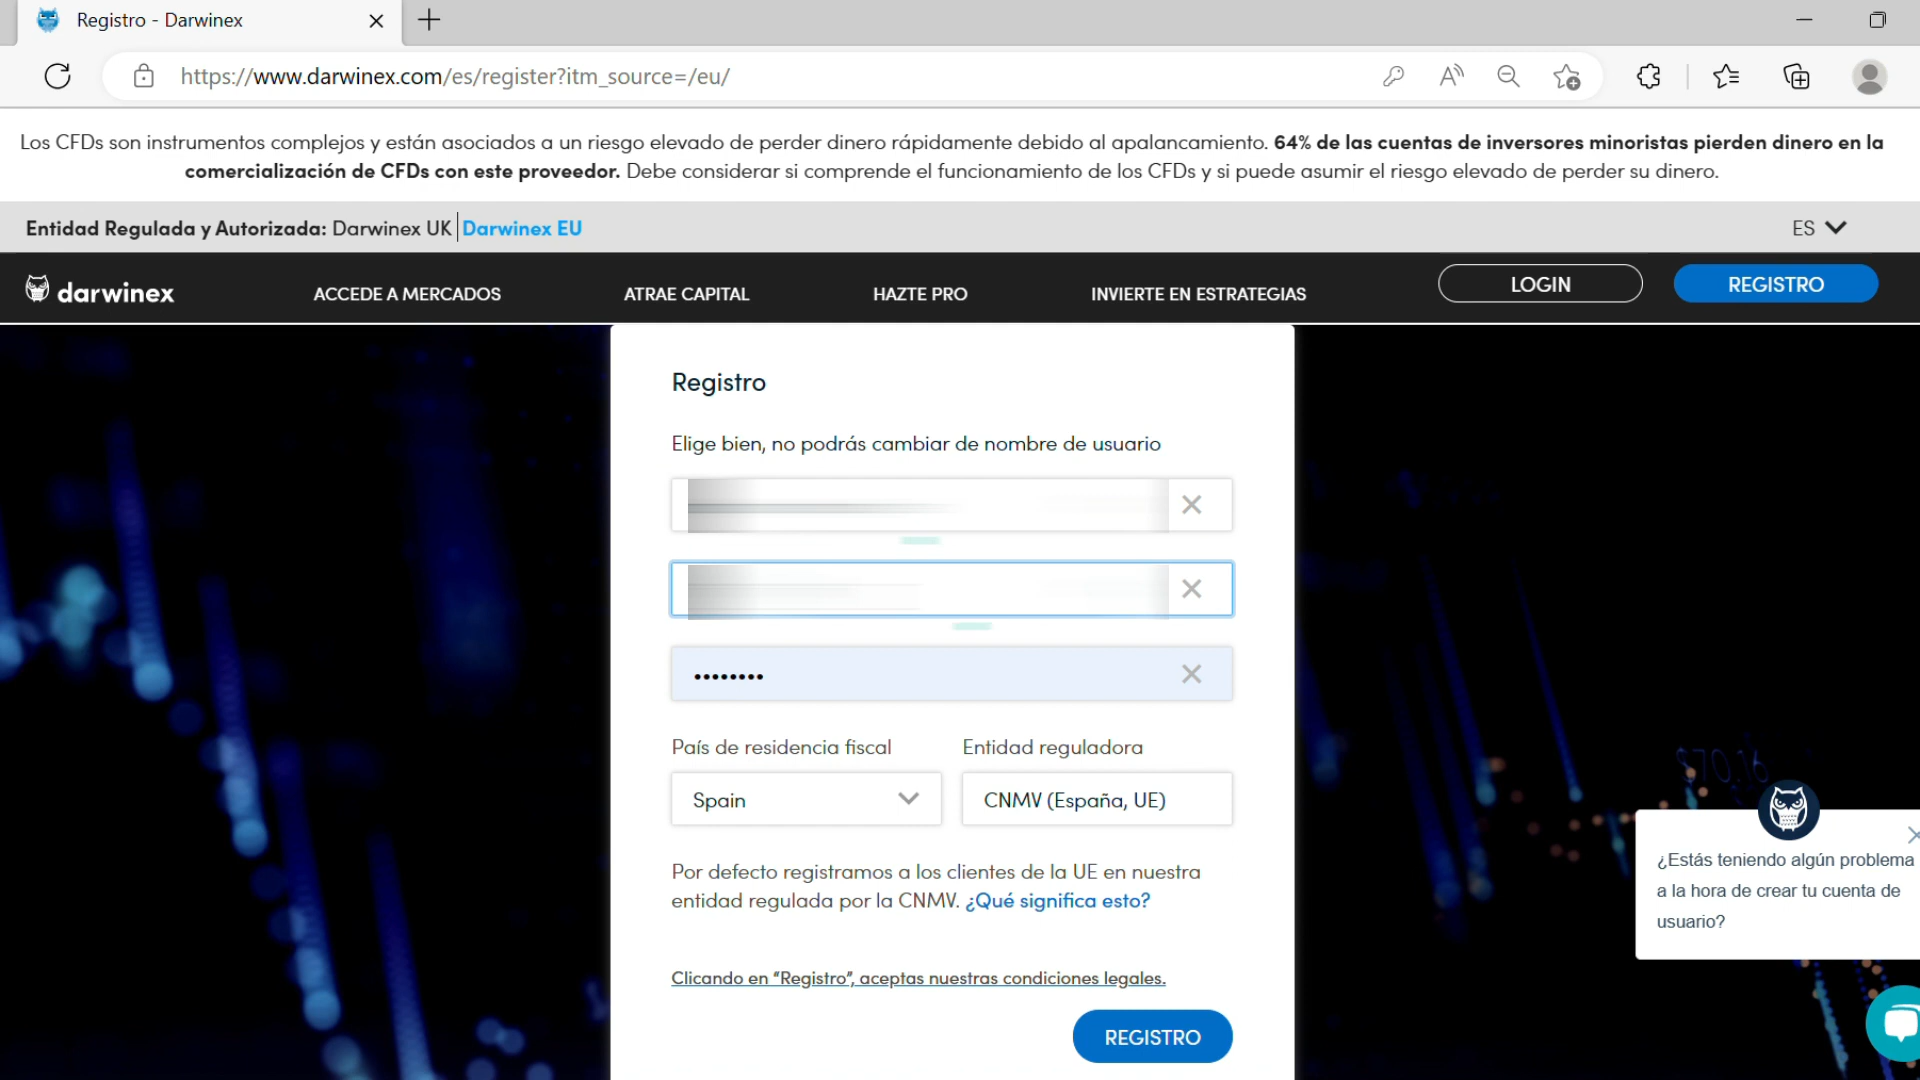 Registro - Darwinex
https://www.darwinex.com/es/register?itm_source=/eu/
Los CFDs son instrumentos complejos y están asociados a un riesgo elevado de perder dinero rápidamente debido al apalancamiento. 64% de las cuentas de inversores minoristas pierden dinero en la
comercialización de CFDs con este proveedor. Debe considerar si comprende el funcionamiento de los CFDs y si puede asumir el riesgo elevado de perder su dinero.
Entidad Regulada y Autorizada: Darwinex UK | Darwinex EU
ES
darwinex
ACCEDE A MERCADOS
ATRAE CAPITAL
HAZTE PRO
INVIERTE EN ESTRATEGIAS
LOGIN
REGISTRO
Registro
Elige bien, no podrás cambiar de nombre de usuario
••••••••
País de residencia fiscal
Entidad reguladora
Spain
CNMV (España, UE)
Por defecto registramos a los clientes de la UE en nuestra
entidad regulada por la CNMV. ¿Qué significa esto?
Clicando en “Registro”, aceptas nuestras condiciones legales.
REGISTRO
¿Estás teniendo algún problema
a la hora de crear tu cuenta de
usuario?